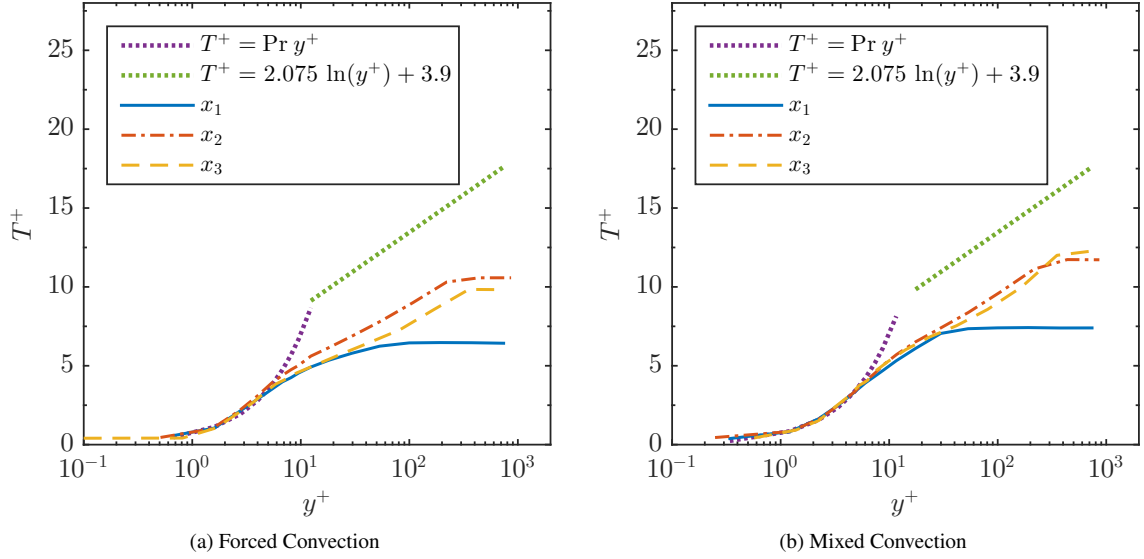 25
20
15
10
5
0
T⁺
T⁺ = Pr y⁺
T⁺ = 2.075 ln(y⁺) + 3.9
x₁
x₂
x₃
10⁻¹ 10⁰ 10¹ 10² 10³
y⁺
(a) Forced Convection
25
20
15
10
5
0
T⁺
T⁺ = Pr y⁺
T⁺ = 2.075 ln(y⁺) + 3.9
x₁
x₂
x₃
10⁻¹ 10⁰ 10¹ 10² 10³
y⁺
(b) Mixed Convection